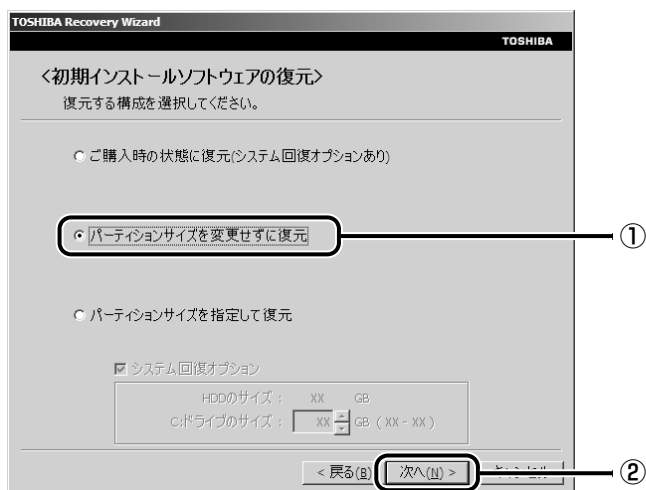 TOSHIBA Recovery Wizard
TOSHIBA
<初期インストールソフトウェアの復元>
復元する構成を選択してください。
ご購入時の状態に復元(システム回復オプションあり)
パーティションサイズを変更せずに復元
①
パーティションサイズを指定して復元
システム回復オプション
HDDのサイズ： XX GB
C:ドライブのサイズ： XX GB ( XX - XX )
< 戻る(B) 次へ(N) >
②